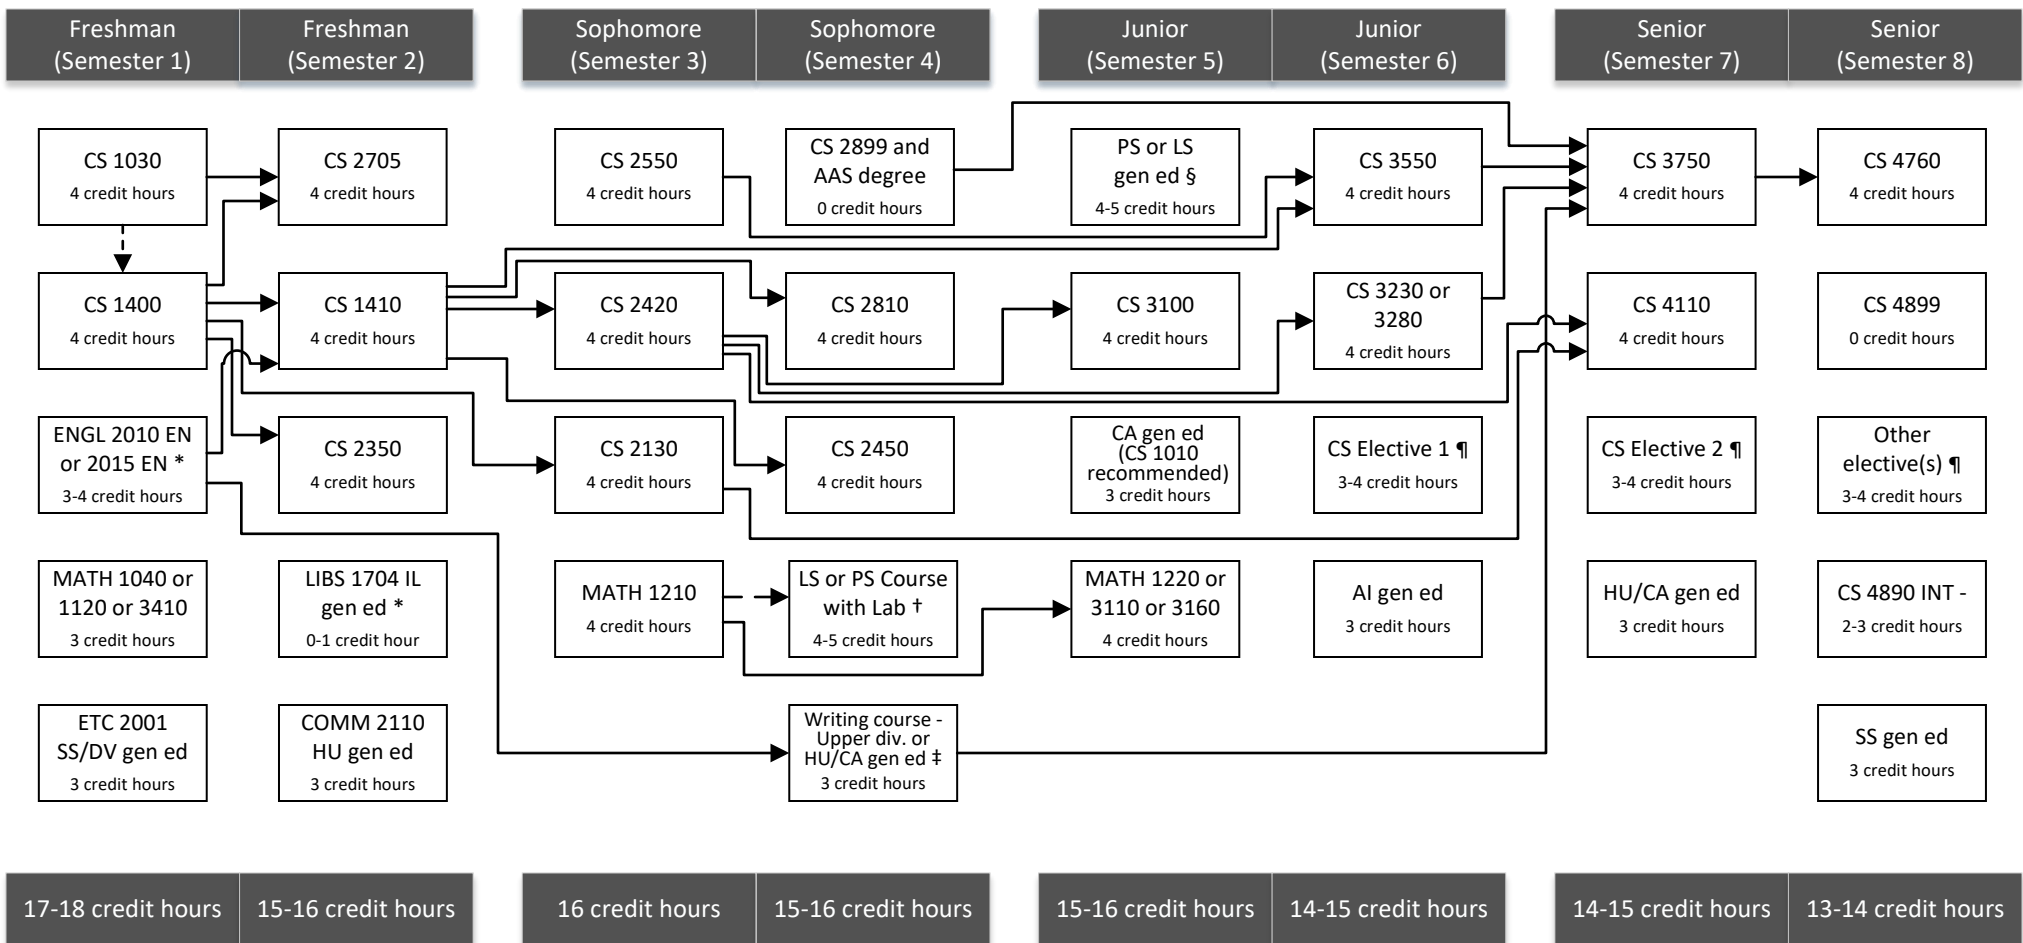 Freshman
(Semester 1)
Freshman
(Semester 2)
Sophomore
(Semester 3)
Sophomore
(Semester 4)
Junior
(Semester 5)
Junior
(Semester 6)
Senior
(Semester 7)
Senior
(Semester 8)
CS 1030
4 credit hours
CS 2705
4 credit hours
CS 2550
4 credit hours
CS 2899 and
AAS degree
0 credit hours
PS or LS
gen ed §
4-5 credit hours
CS 3550
4 credit hours
CS 3750
4 credit hours
CS 4760
4 credit hours
CS 1400
4 credit hours
CS 1410
4 credit hours
CS 2420
4 credit hours
CS 2810
4 credit hours
CS 3100
4 credit hours
CS 3230 or
3280
4 credit hours
CS 4110
4 credit hours
CS 4899
0 credit hours
ENGL 2010 EN
or 2015 EN *
3-4 credit hours
CS 2350
4 credit hours
CS 2130
4 credit hours
CS 2450
4 credit hours
CA gen ed
(CS 1010
recommended)
3 credit hours
CS Elective 1 ¶
3-4 credit hours
CS Elective 2 ¶
3-4 credit hours
Other
elective(s) ¶
3-4 credit hours
MATH 1040 or
1120 or 3410
3 credit hours
LIBS 1704 IL
gen ed *
0-1 credit hour
MATH 1210
4 credit hours
LS or PS Course
with Lab †
4-5 credit hours
MATH 1220 or
3110 or 3160
4 credit hours
AI gen ed
3 credit hours
HU/CA gen ed
3 credit hours
CS 4890 INT -
2-3 credit hours
ETC 2001
SS/DV gen ed
3 credit hours
COMM 2110
HU gen ed
3 credit hours
Writing course -
Upper div. or
HU/CA gen ed ‡
3 credit hours
SS gen ed
3 credit hours
17-18 credit hours
15-16 credit hours
16 credit hours
15-16 credit hours
15-16 credit hours
14-15 credit hours
14-15 credit hours
13-14 credit hours